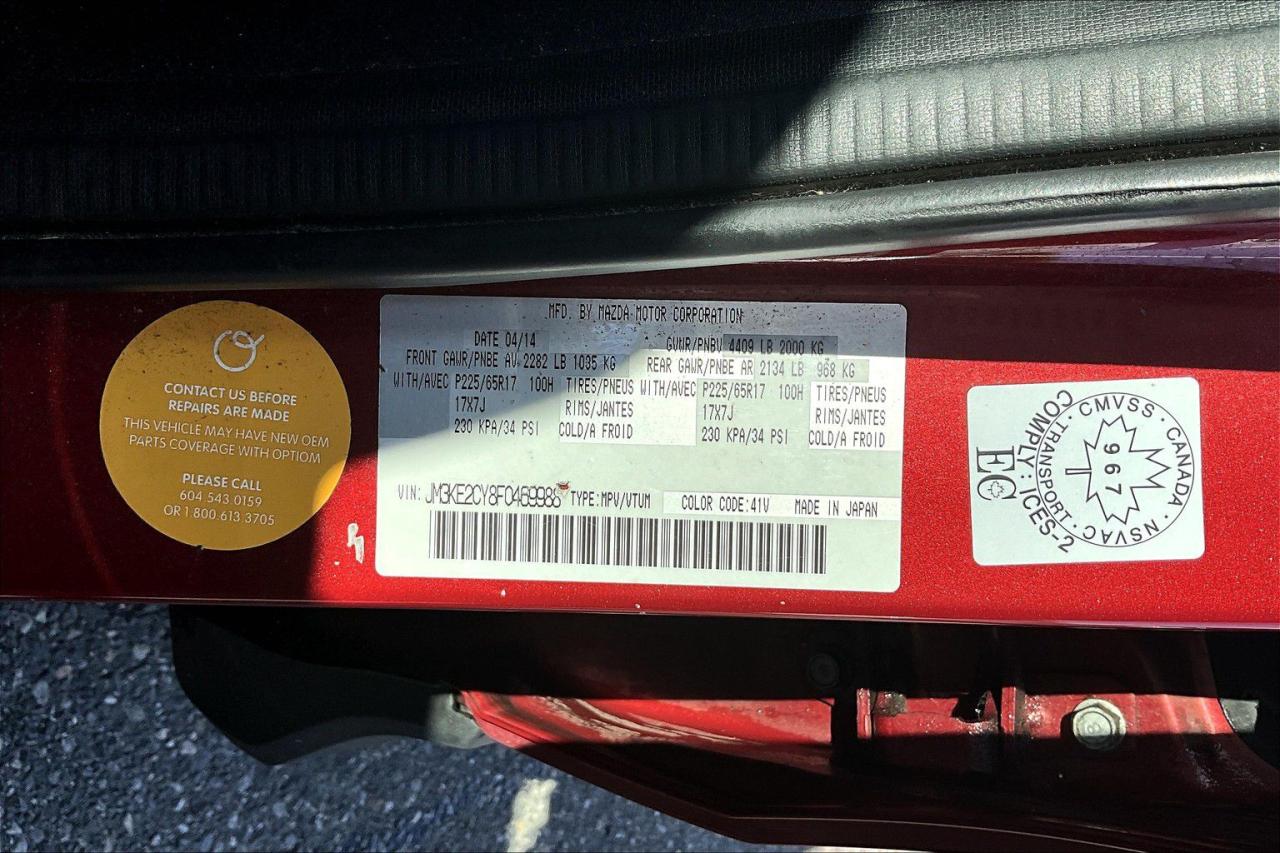 MFD. BY MAZDA MOTOR CORPORATION
DATE 04/14 GVWR/PNBV 4409 LB 2000 KG
FRONT GAWR/PNBE AV 2282 LB 1035 KG REAR GAWR/PNBE AR 2134 LB 968 KG
WITH/AVEC P225/65R17 100H TIRES/PNEUS WITH/AVEC P225/65R17 100H TIRES/PNEUS
17X7J RIMS/JANTES 17X7J RIMS/JANTES
230 KPA/34 PSI COLD/A FROID 230 KPA/34 PSI COLD/A FROID
VIN: JM3KE2CY8F0469988 TYPE:MPV/VTUM COLOR CODE:41V MADE IN JAPAN
CONTACT US BEFORE
REPAIRS ARE MADE
THIS VEHICLE MAY HAVE NEW OEM
PARTS COVERAGE WITH OPTIOM
PLEASE CALL
604.543.0159
OR 1.800.613.3705
CMVSS · CANADA · NSVAC · TRANSPORT ·
967
COMPLY: ICES-2
EC